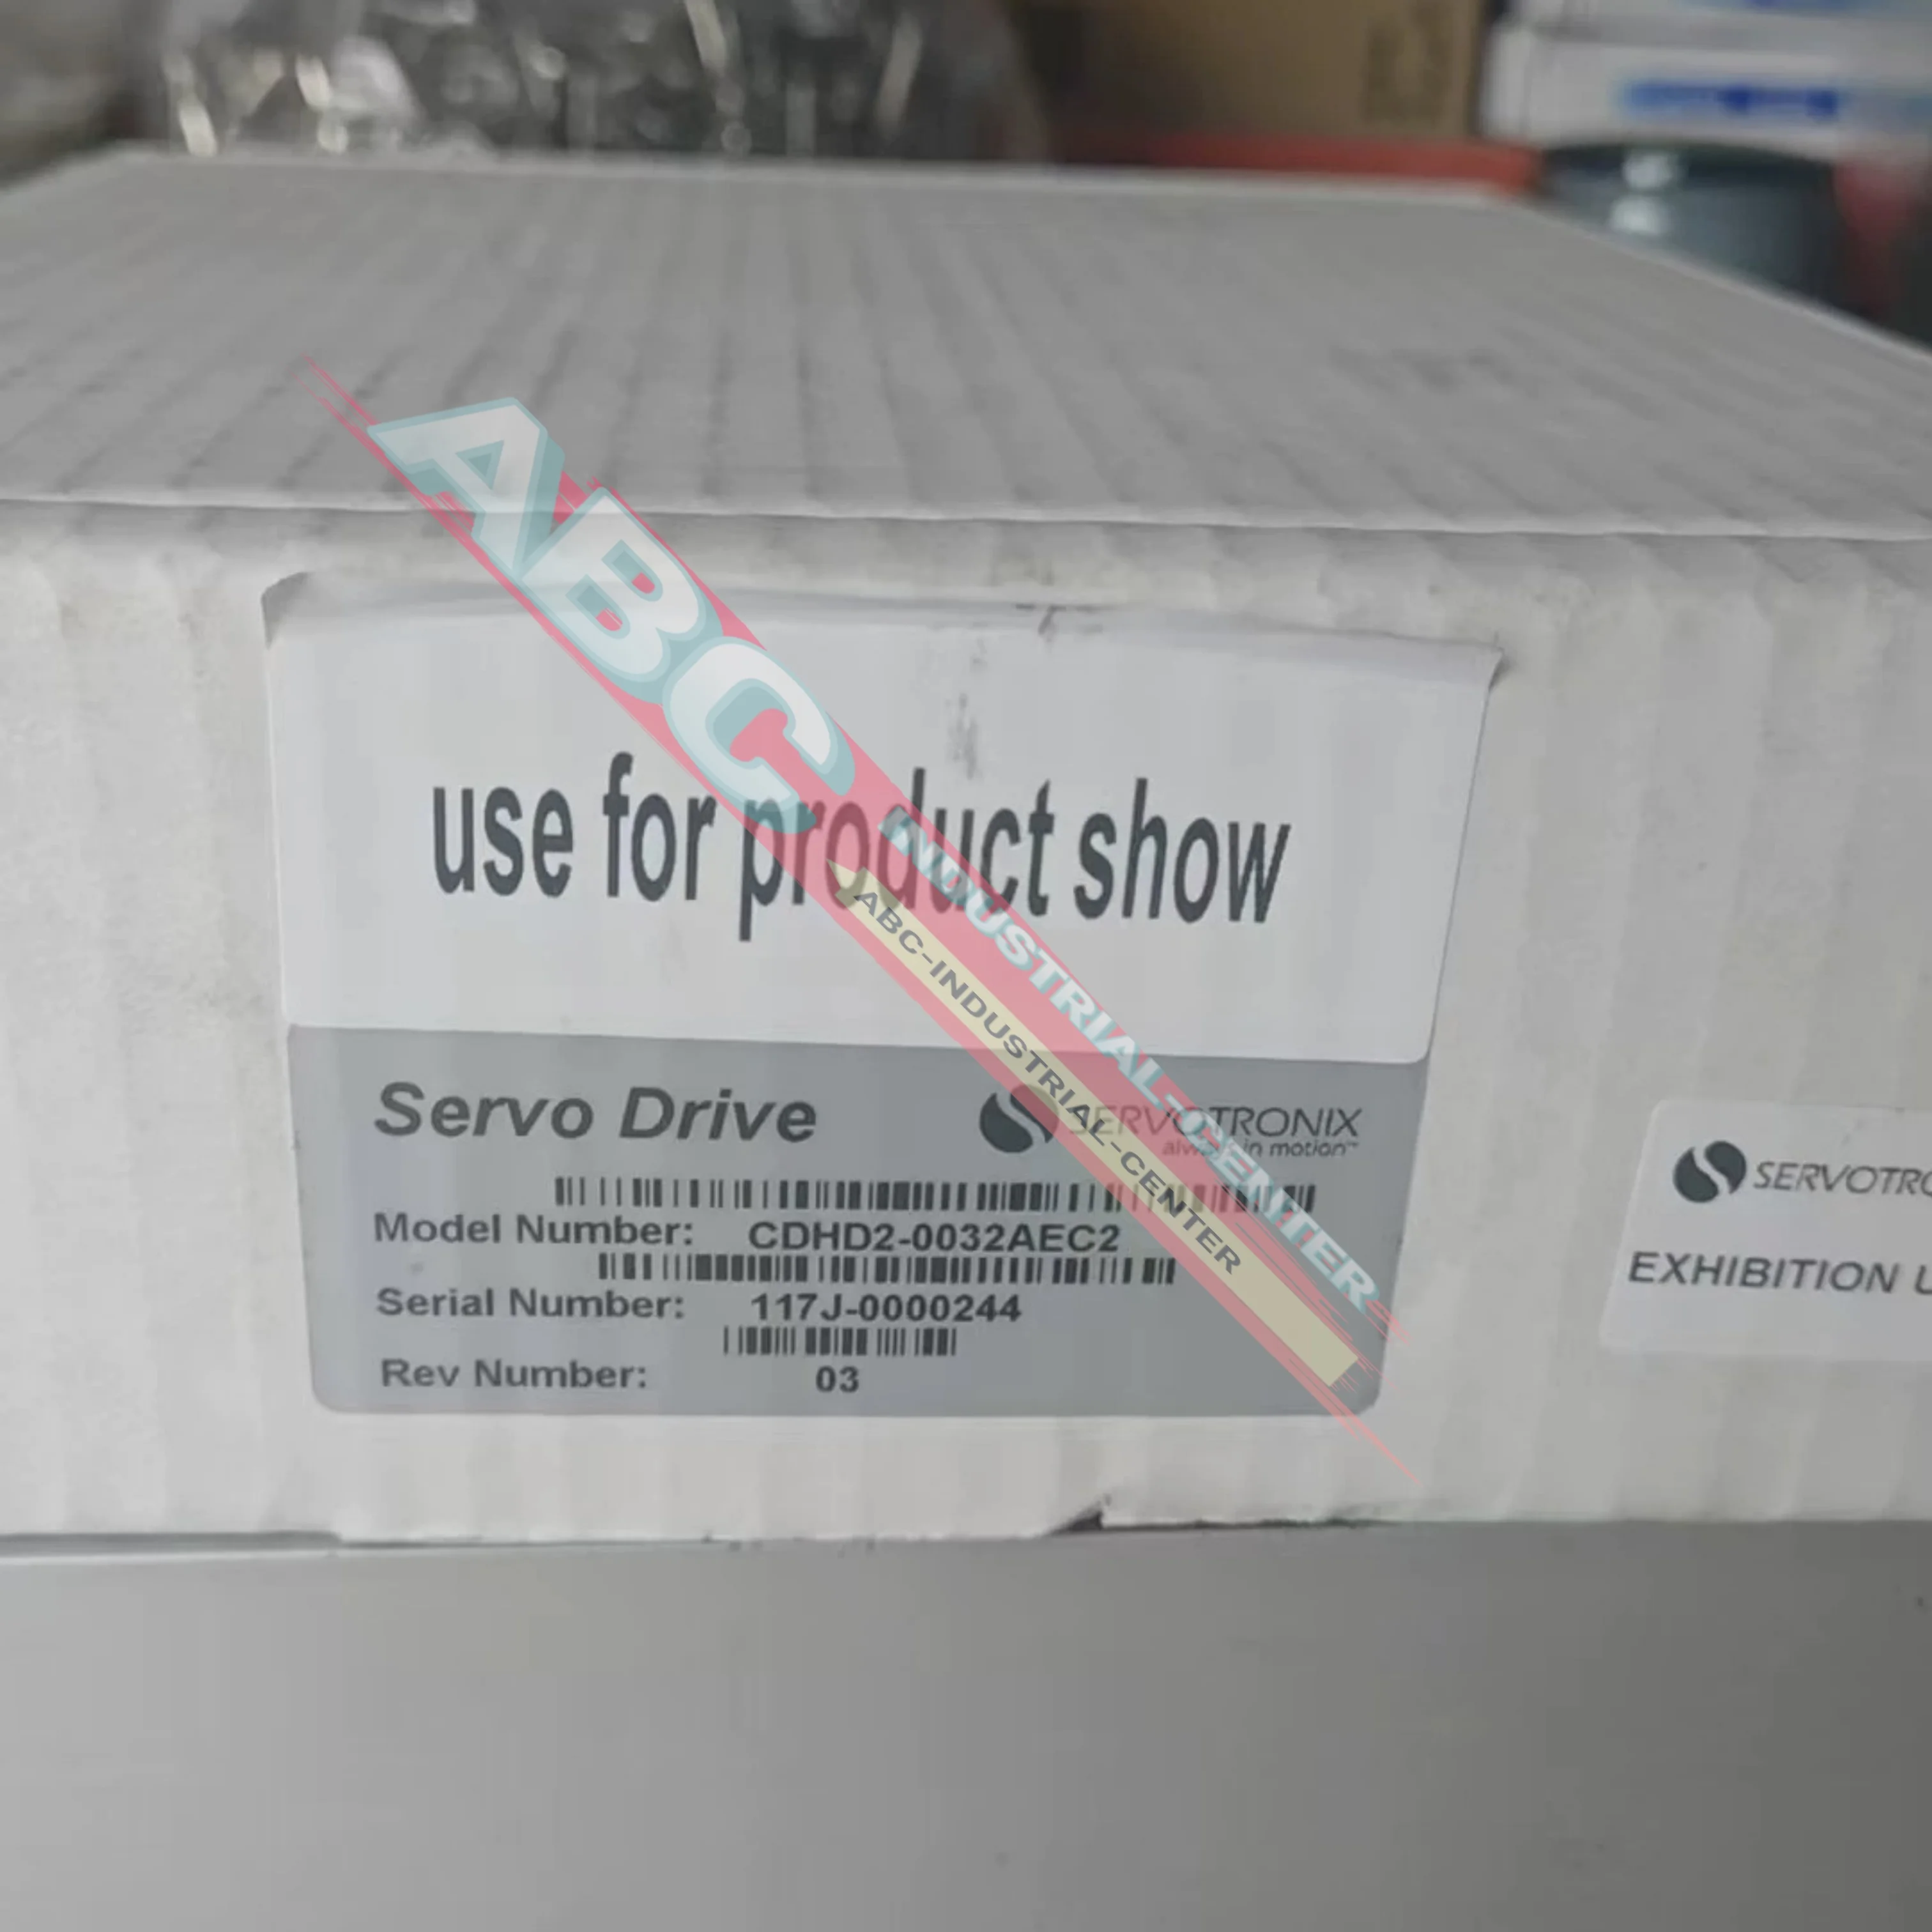 use for product show
Servo Drive
SERVOTRONIX
always in motion™
Model Number: CDHD2-0032AEC2
Serial Number: 117J-0000244
Rev Number: 03
SERVOTRO
EXHIBITION U
ABC
INDUSTRIAL-CENTER
ABC-INDUSTRIAL-CENTER